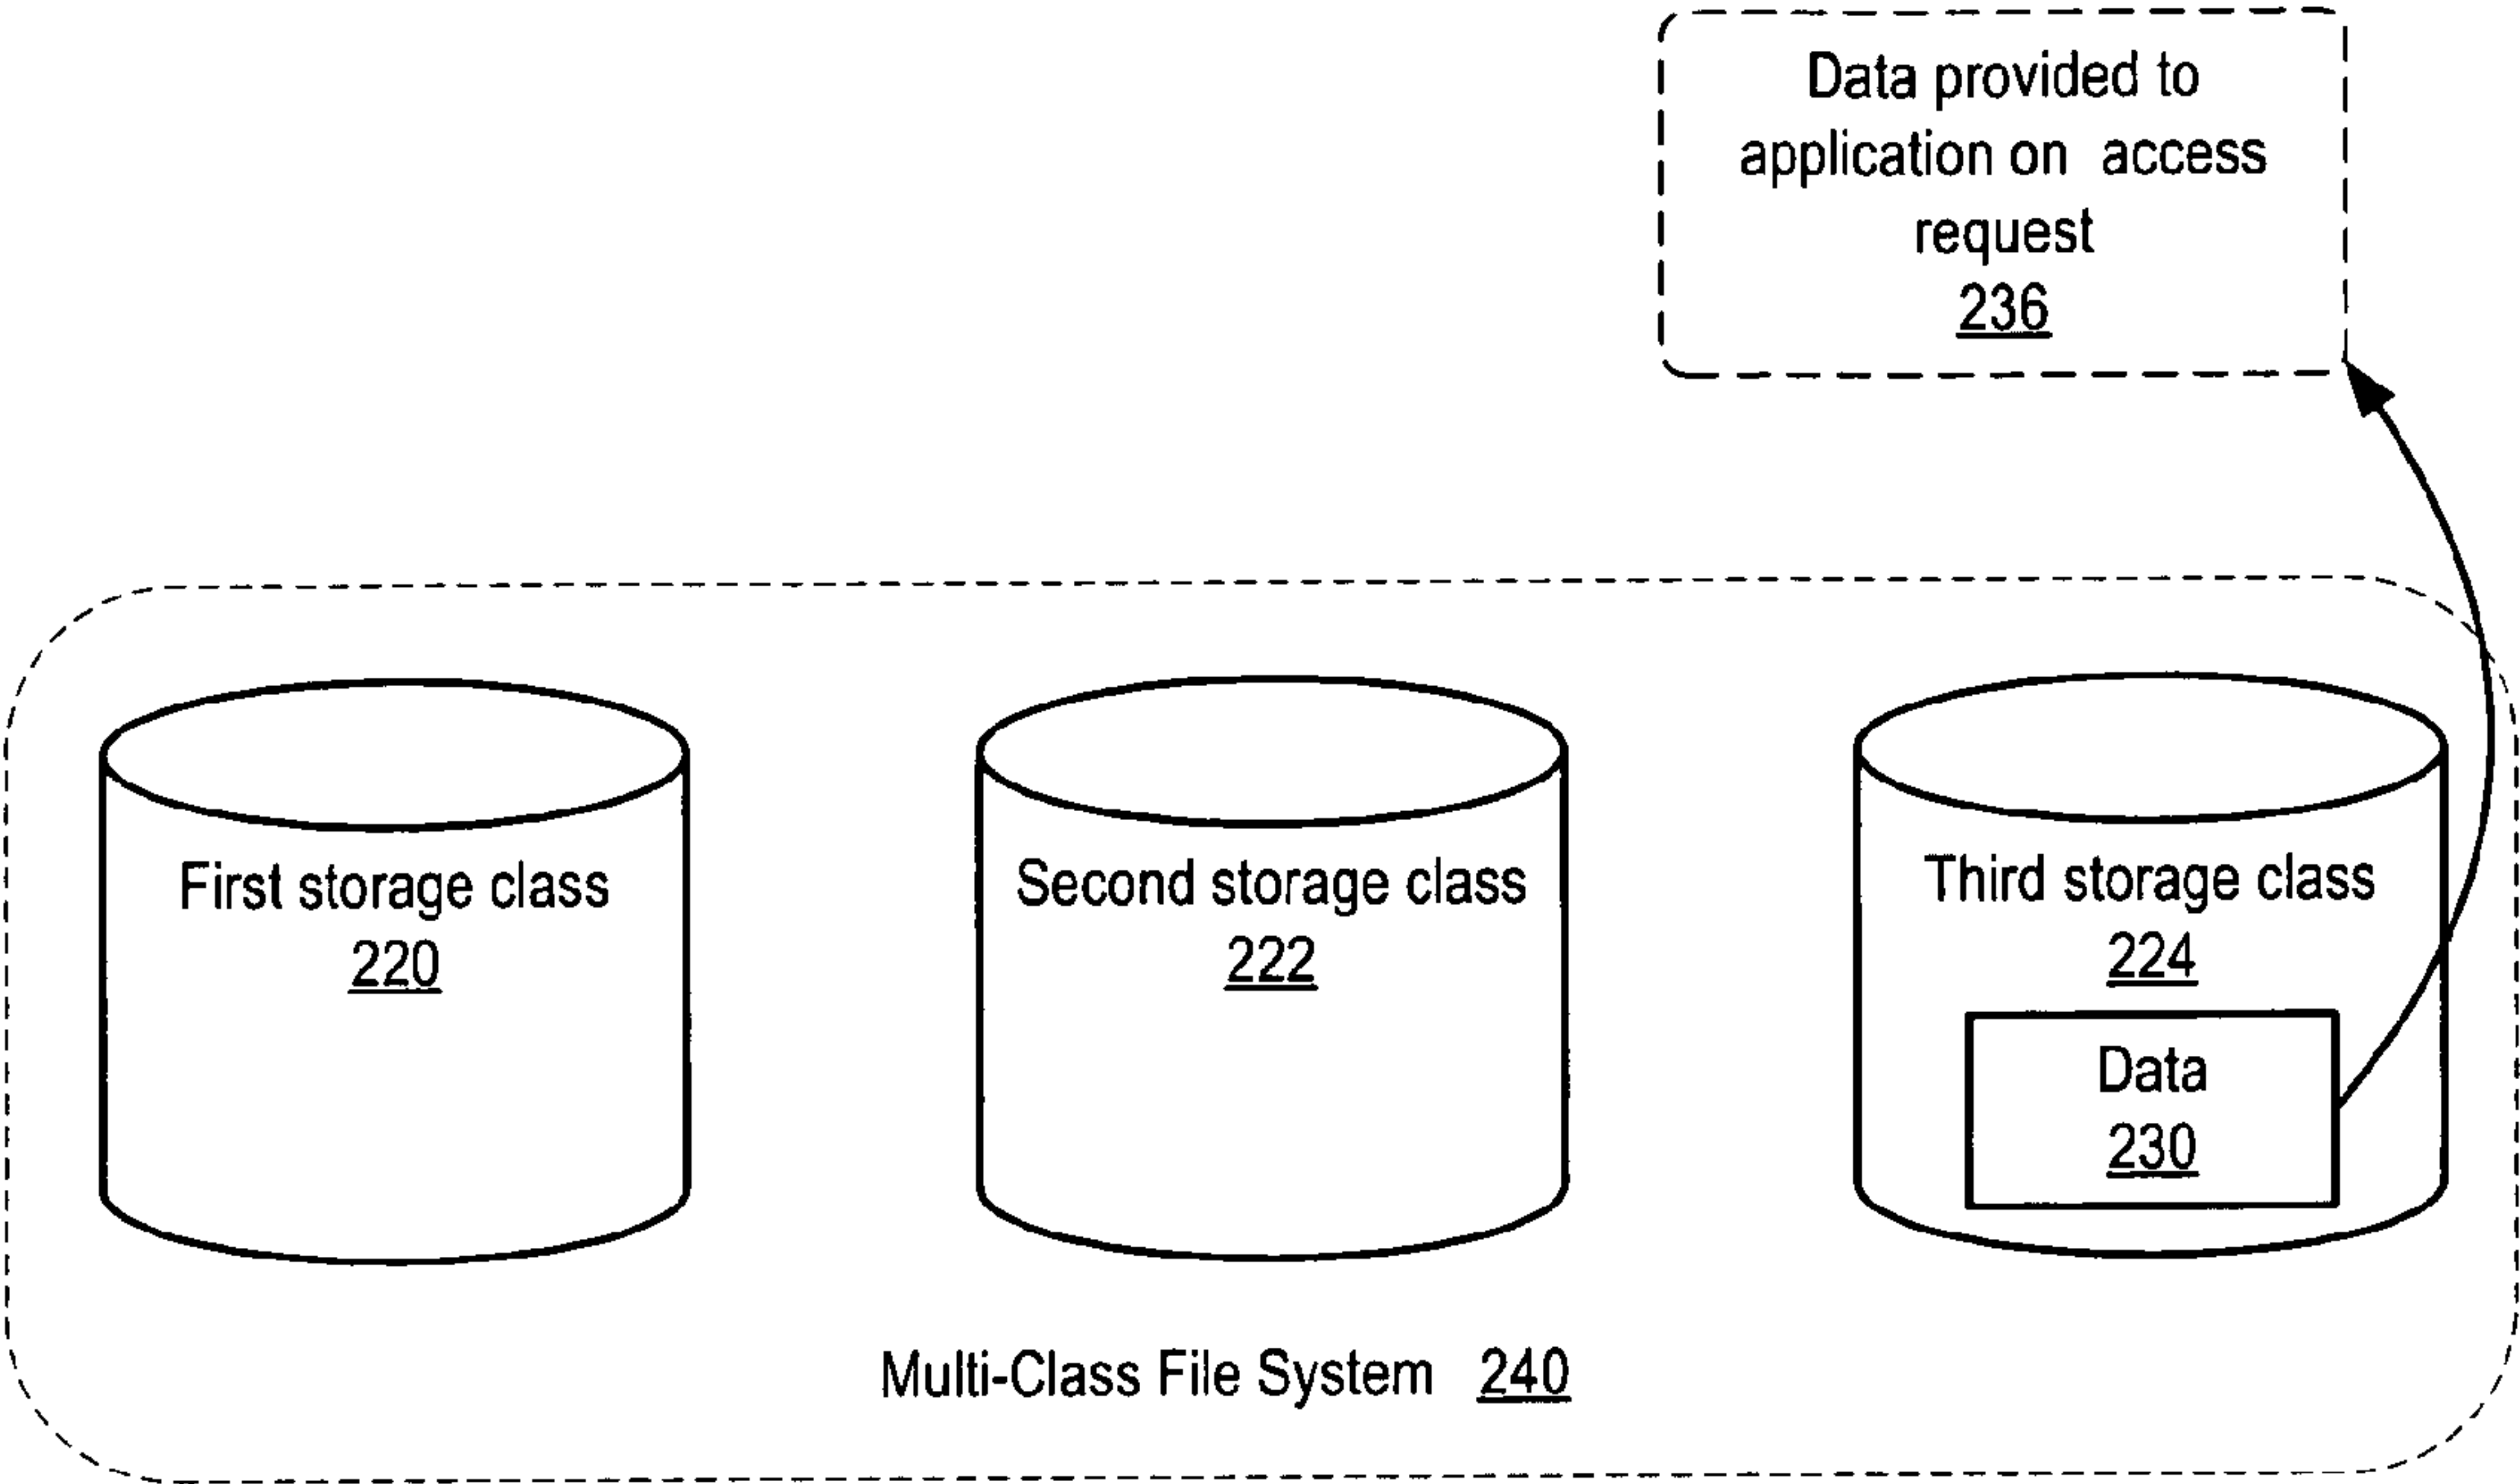 Data provided to
application on access
request
236
First storage class
220
Second storage class
222
Third storage class
224
Data
230
Multi-Class File System 240